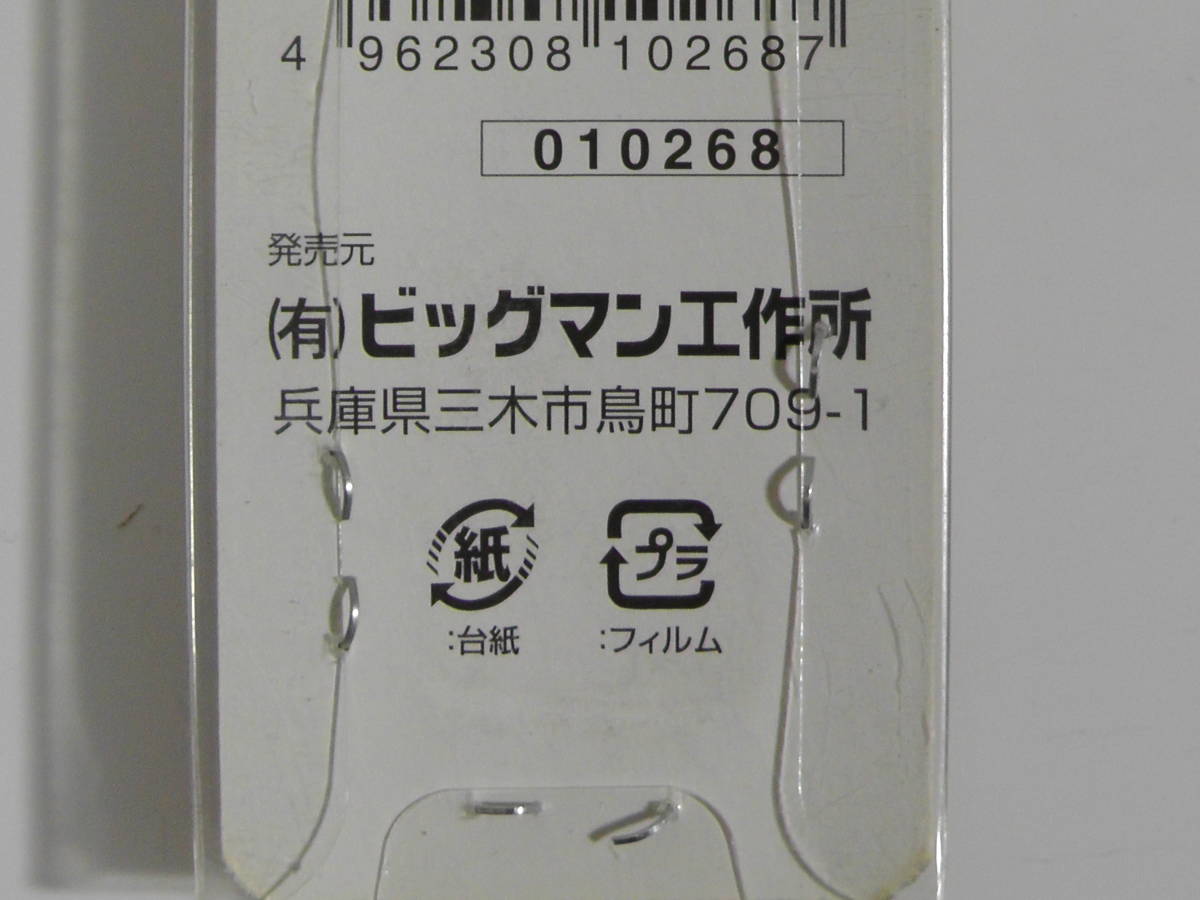 4 962308 102687
010268
発売元
(有)ビッグマン工作所
兵庫県三木市鳥町709-1
紙 プラ
:台紙 :フィルム